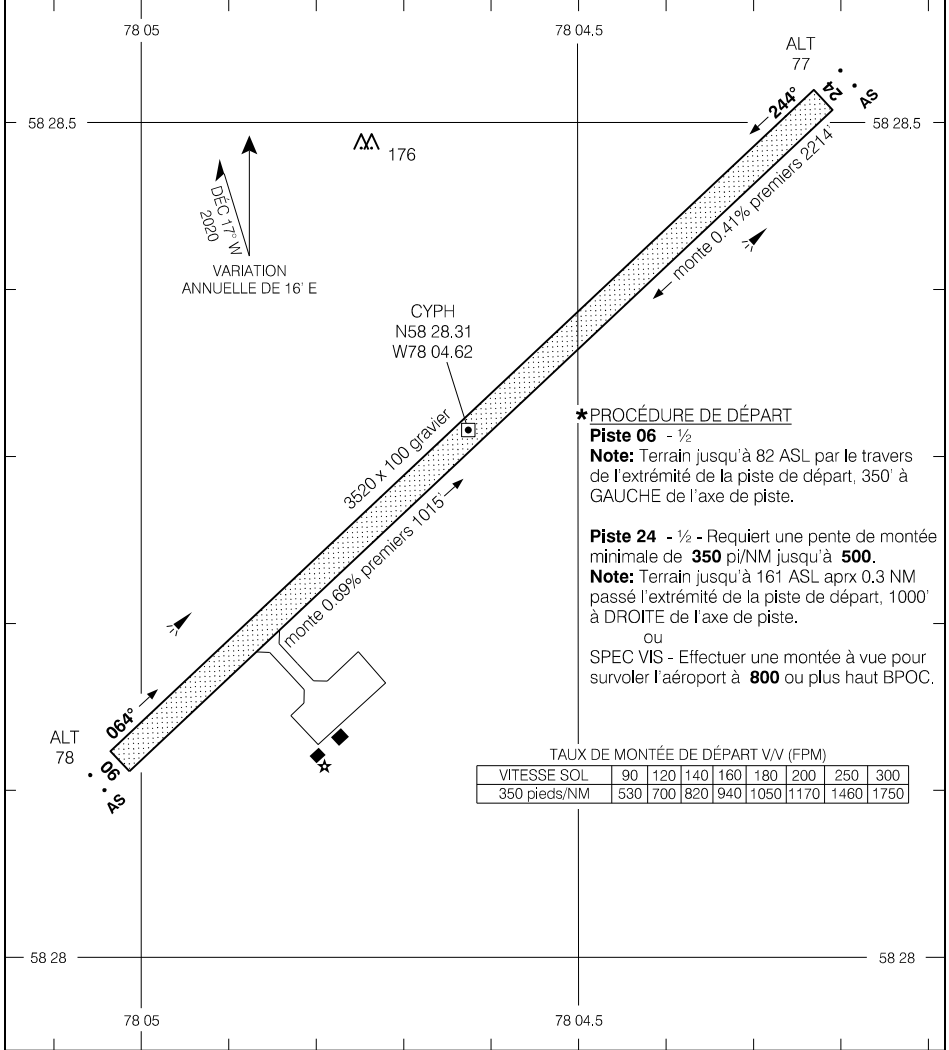 78 05
78 04.5
ALT
77
24
AS
244°
58 28.5
58 28.5
176
DÉC 17° W
2020
VARIATION
ANNUELLE DE 16' E
monte 0.41% premiers 2214'
CYPH
N58 28.31
W78 04.62
3520 x 100 gravier
monte 0.69% premiers 1015'
*PROCÉDURE DE DÉPART
Piste 06 - ½
Note: Terrain jusqu'à 82 ASL par le travers
de l'extrémité de la piste de départ, 350' à
GAUCHE de l'axe de piste.
Piste 24 - ½ - Requiert une pente de montée
minimale de 350 pi/NM jusqu'à 500.
Note: Terrain jusqu'à 161 ASL aprx 0.3 NM
passé l'extrémité de la piste de départ, 1000'
à DROITE de l'axe de piste.
ou
SPEC VIS - Effectuer une montée à vue pour
survoler l'aéroport à 800 ou plus haut BPOC.
064°
ALT
78
06
AS
TAUX DE MONTÉE DE DÉPART V/V (FPM)
VITESSE SOL 90 120 140 160 180 200 250 300
350 pieds/NM 530 700 820 940 1050 1170 1460 1750
58 28
58 28
78 05
78 04.5